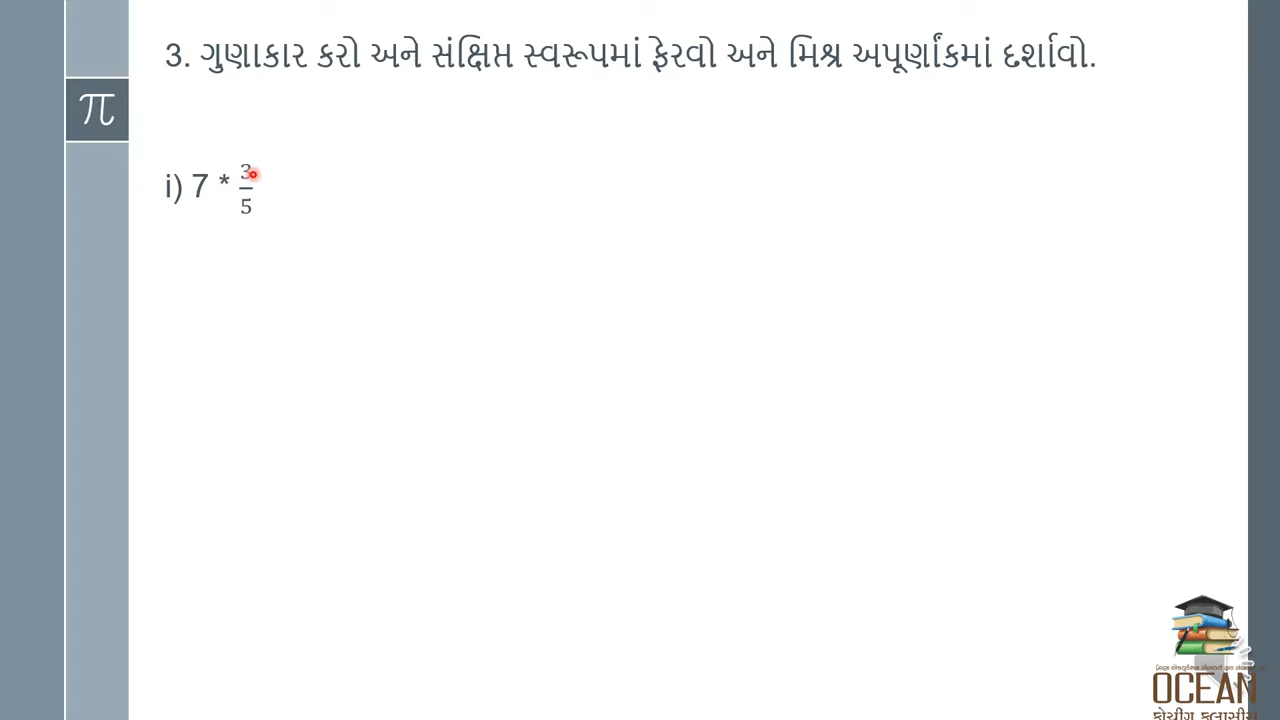 3. ગુણાકાર કરો અને સંક્ષિપ્ત સ્વરૂપમાં ફેરવો અને મિશ્ર અપૂર્ણાંકમાં દર્શાવો.
π
i) 7 * 3/5
OCEAN
કોચીંગ ક્લાસીસ